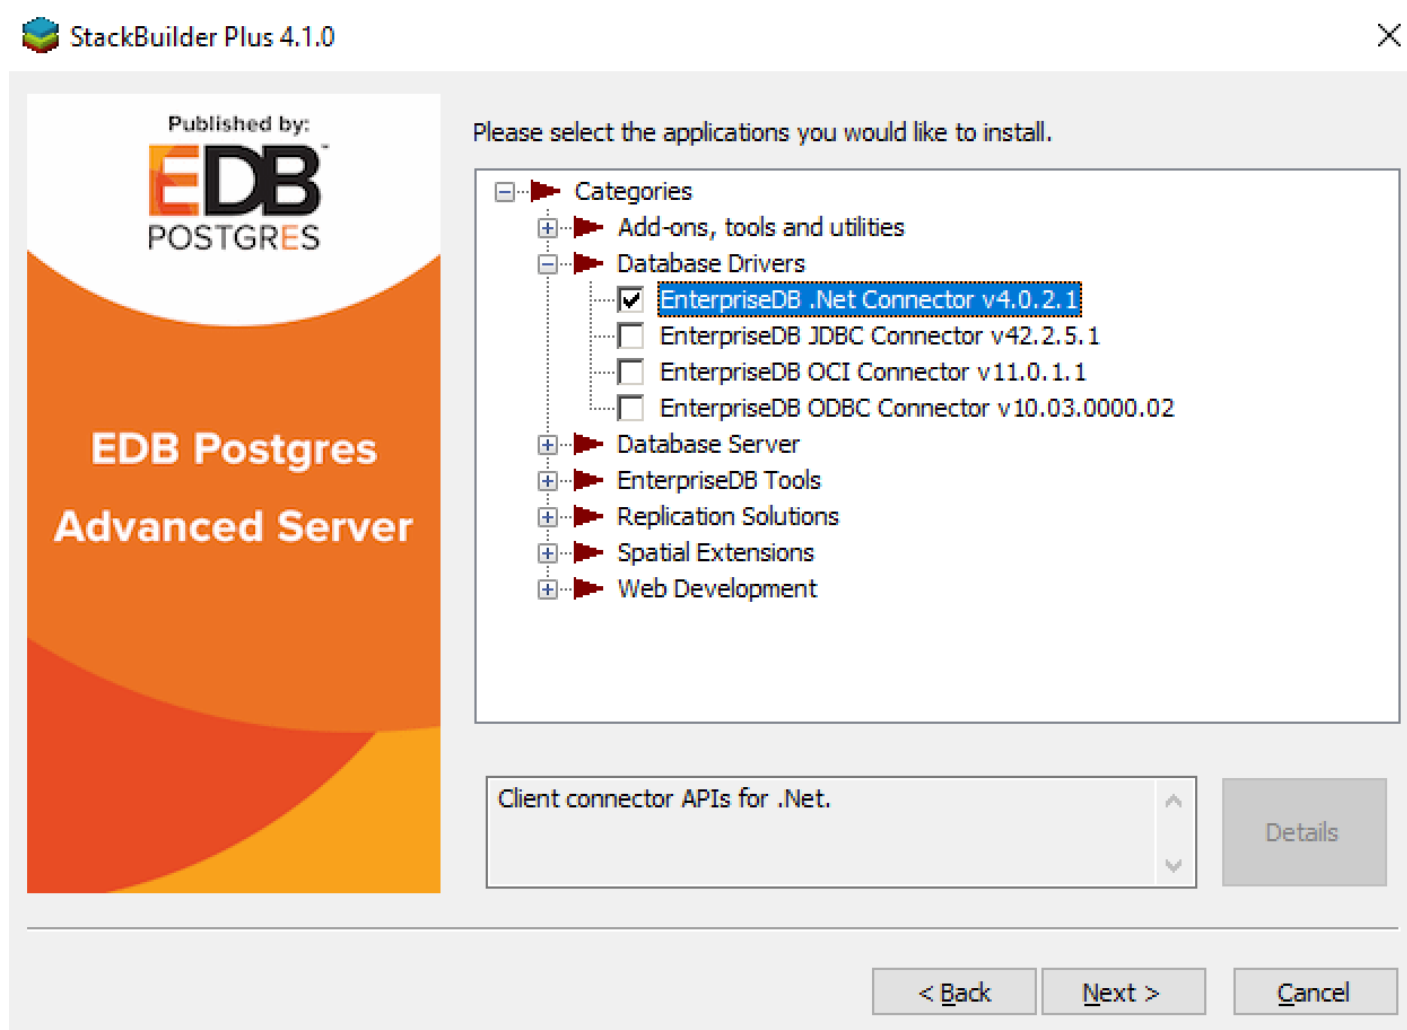 StackBuilder Plus 4.1.0
Published by:
EDB™
POSTGRES
EDB Postgres
Advanced Server
Please select the applications you would like to install.
Categories
Add-ons, tools and utilities
Database Drivers
EnterpriseDB .Net Connector v4.0.2.1
EnterpriseDB JDBC Connector v42.2.5.1
EnterpriseDB OCI Connector v11.0.1.1
EnterpriseDB ODBC Connector v10.03.0000.02
Database Server
EnterpriseDB Tools
Replication Solutions
Spatial Extensions
Web Development
Client connector APIs for .Net.
Details
< Back
Next >
Cancel